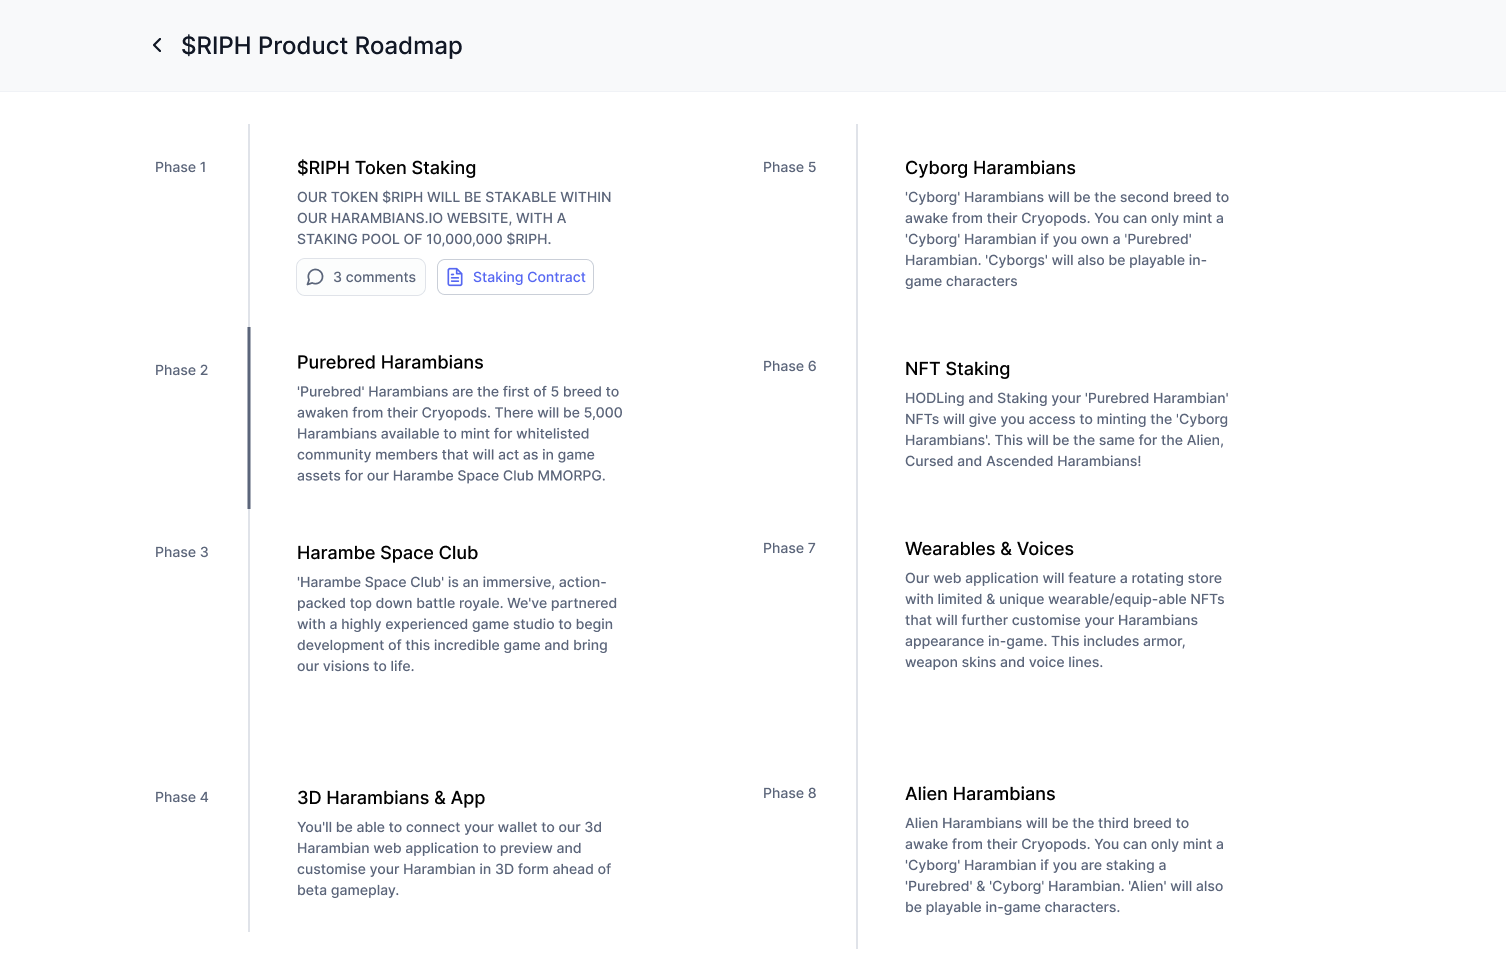 $RIPH Product Roadmap
Phase 1
$RIPH Token Staking
OUR TOKEN $RIPH WILL BE STAKABLE WITHIN
OUR HARAMBIANS.IO WEBSITE, WITH A
STAKING POOL OF 10,000,000 $RIPH.
3 comments
Staking Contract
Phase 2
Purebred Harambians
'Purebred' Harambians are the first of 5 breed to
awaken from their Cryopods. There will be 5,000
Harambians available to mint for whitelisted
community members that will act as in game
assets for our Harambe Space Club MMORPG.
Phase 3
Harambe Space Club
'Harambe Space Club' is an immersive, action-
packed top down battle royale. We've partnered
with a highly experienced game studio to begin
development of this incredible game and bring
our visions to life.
Phase 4
3D Harambians & App
You'll be able to connect your wallet to our 3d
Harambian web application to preview and
customise your Harambian in 3D form ahead of
beta gameplay.
Phase 5
Cyborg Harambians
'Cyborg' Harambians will be the second breed to
awake from their Cryopods. You can only mint a
'Cyborg' Harambian if you own a 'Purebred'
Harambian. 'Cyborgs' will also be playable in-
game characters
Phase 6
NFT Staking
HODLing and Staking your 'Purebred Harambian'
NFTs will give you access to minting the 'Cyborg
Harambians'. This will be the same for the Alien,
Cursed and Ascended Harambians!
Phase 7
Wearables & Voices
Our web application will feature a rotating store
with limited & unique wearable/equip-able NFTs
that will further customise your Harambians
appearance in-game. This includes armor,
weapon skins and voice lines.
Phase 8
Alien Harambians
Alien Harambians will be the third breed to
awake from their Cryopods. You can only mint a
'Cyborg' Harambian if you are staking a
'Purebred' & 'Cyborg' Harambian. 'Alien' will also
be playable in-game characters.